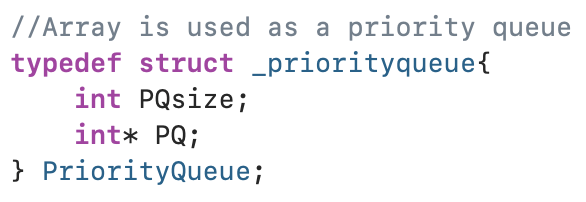 //Array is used as a priority queue
typedef struct _priorityqueue{
    int PQsize;
    int* PQ;
} PriorityQueue;